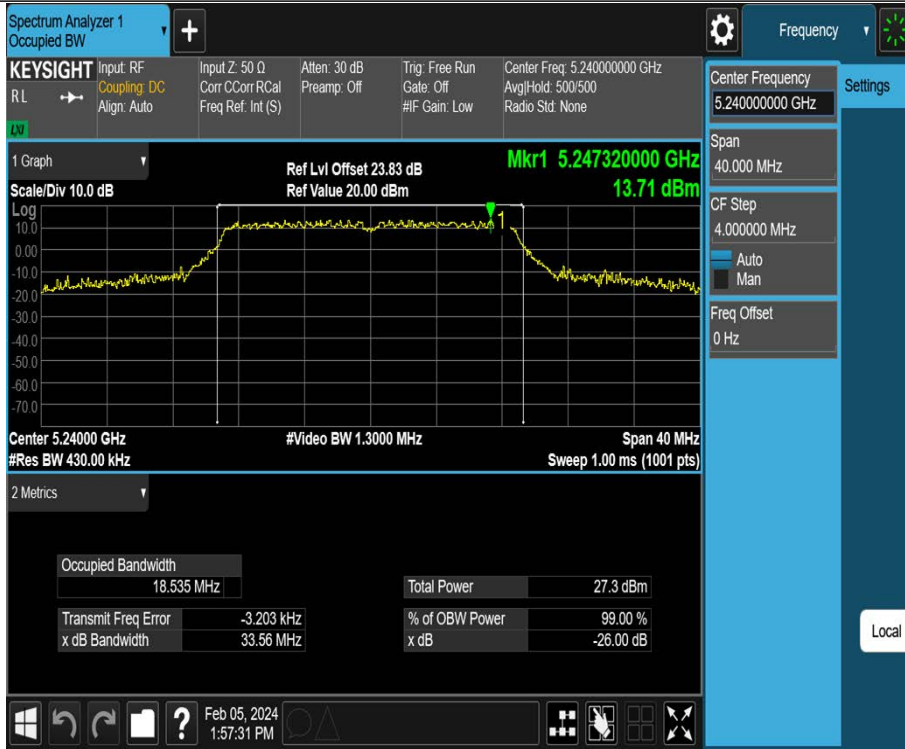 Spectrum Analyzer 1
Occupied BW
+
Frequency
KEYSIGHT
R L
LXI
Input: RF
Coupling: DC
Align: Auto
Input Z: 50 Ω
Corr CCorr RCal
Freq Ref: Int (S)
Atten: 30 dB
Preamp: Off
Trig: Free Run
Gate: Off
#IF Gain: Low
Center Freq: 5.240000000 GHz
Avg|Hold: 500/500
Radio Std: None
Center Frequency
5.240000000 GHz
Settings
Span
40.000 MHz
CF Step
4.000000 MHz
Auto
Man
Freq Offset
0 Hz
Local
1 Graph
Scale/Div 10.0 dB
Ref Lvl Offset 23.83 dB
Ref Value 20.00 dBm
Mkr1 5.247320000 GHz
13.71 dBm
Log
10.0
0.00
-10.0
-20.0
-30.0
-40.0
-50.0
-60.0
-70.0
1
Center 5.24000 GHz
#Video BW 1.3000 MHz
Span 40 MHz
#Res BW 430.00 kHz
Sweep 1.00 ms (1001 pts)
2 Metrics
Occupied Bandwidth
18.535 MHz
Total Power 27.3 dBm
Transmit Freq Error -3.203 kHz
% of OBW Power 99.00 %
x dB Bandwidth 33.56 MHz
x dB -26.00 dB
?
Feb 05, 2024
1:57:31 PM